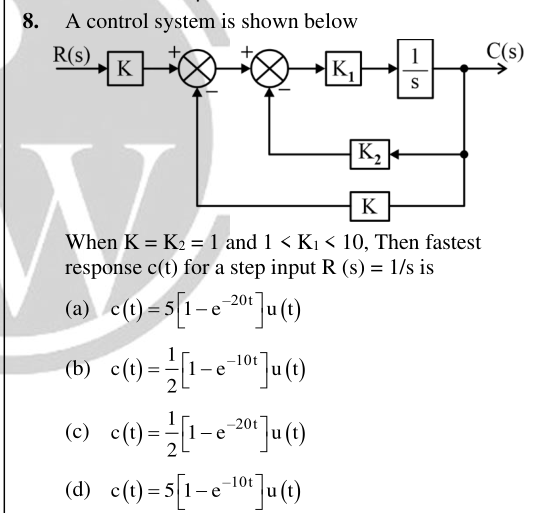 8. A control system is shown below
R(s) K + − + − K₁ 1/s C(s)
K₂
K
When K = K₂ = 1 and 1 < K₁ < 10, Then fastest
response c(t) for a step input R (s) = 1/s is
(a) c(t) = 5[1 − e^{−20t}]u(t)
(b) c(t) = 1/2[1 − e^{−10t}]u(t)
(c) c(t) = 1/2[1 − e^{−20t}]u(t)
(d) c(t) = 5[1 − e^{−10t}]u(t)